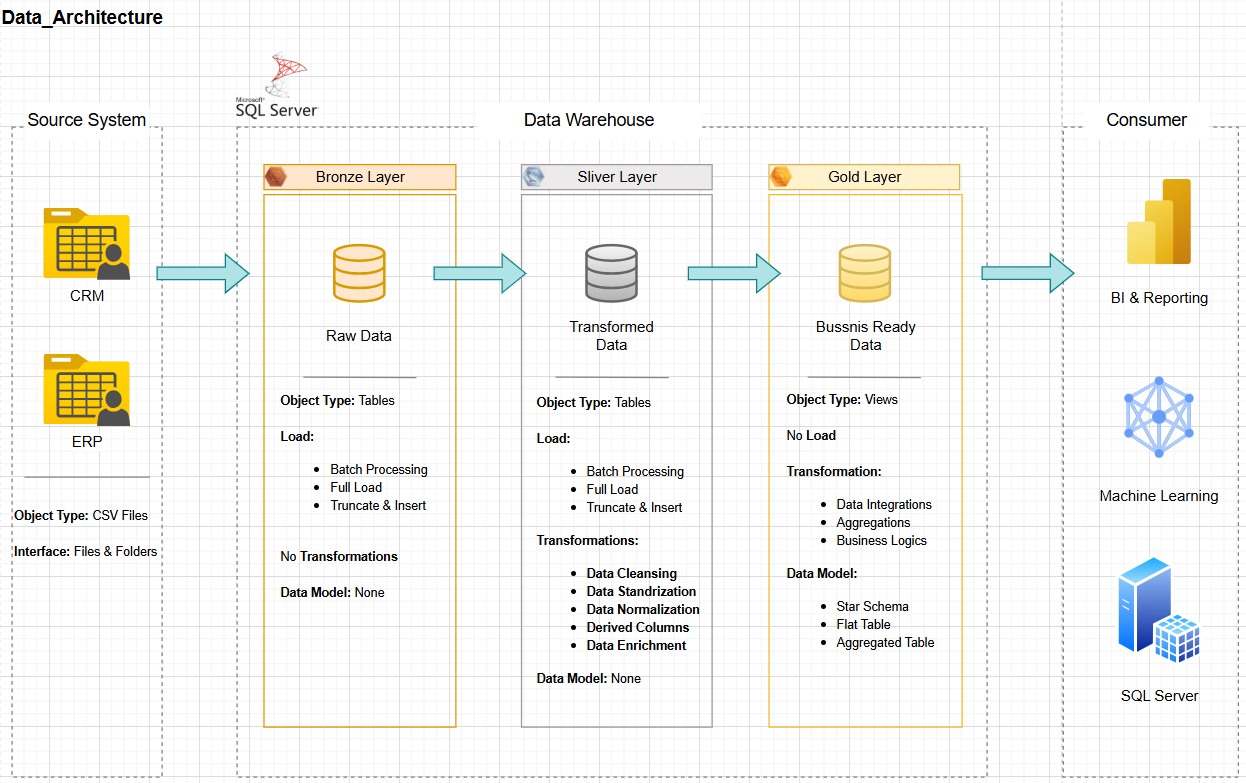 Data_Architecture
Microsoft®
SQL Server
Source System
Data Warehouse
Consumer
CRM
ERP
Object Type: CSV Files
Interface: Files & Folders
Bronze Layer
Raw Data
Object Type: Tables
Load:
• Batch Processing
• Full Load
• Truncate & Insert
No Transformations
Data Model: None
Sliver Layer
Transformed
Data
Object Type: Tables
Load:
• Batch Processing
• Full Load
• Truncate & Insert
Transformations:
• Data Cleansing
• Data Standrization
• Data Normalization
• Derived Columns
• Data Enrichment
Data Model: None
Gold Layer
Bussnis Ready
Data
Object Type: Views
No Load
Transformation:
• Data Integrations
• Aggregations
• Business Logics
Data Model:
• Star Schema
• Flat Table
• Aggregated Table
BI & Reporting
Machine Learning
SQL Server